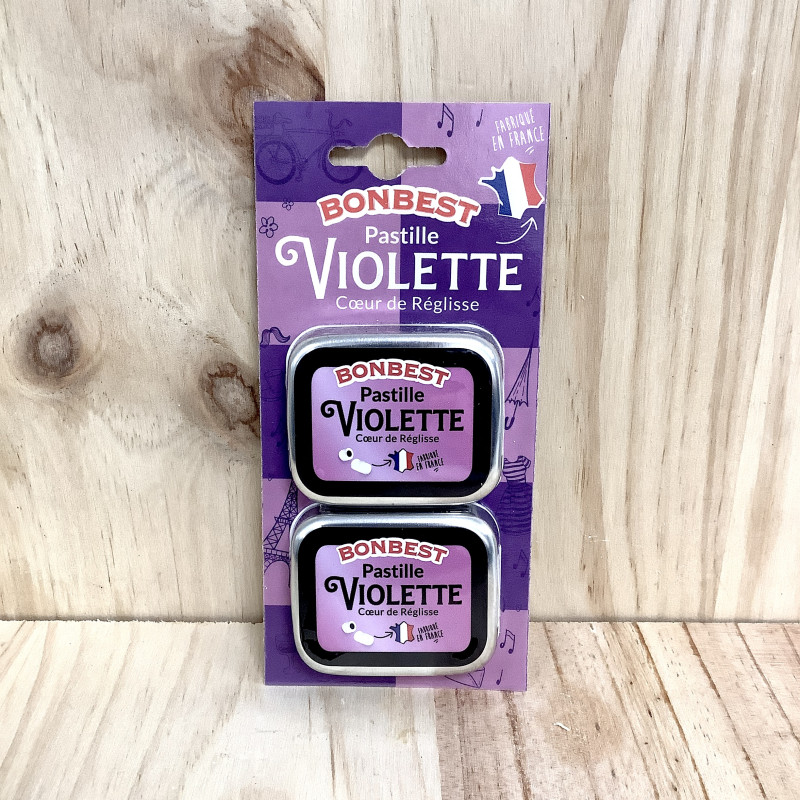 FABRIQUÉ
EN FRANCE
BONBEST
Pastille
VIOLETTE
Cœur de Réglisse
BONBEST
Pastille
VIOLETTE
Cœur de Réglisse
FABRIQUÉ
EN FRANCE
BONBEST
Pastille
VIOLETTE
Cœur de Réglisse
FABRIQUÉ
EN FRANCE